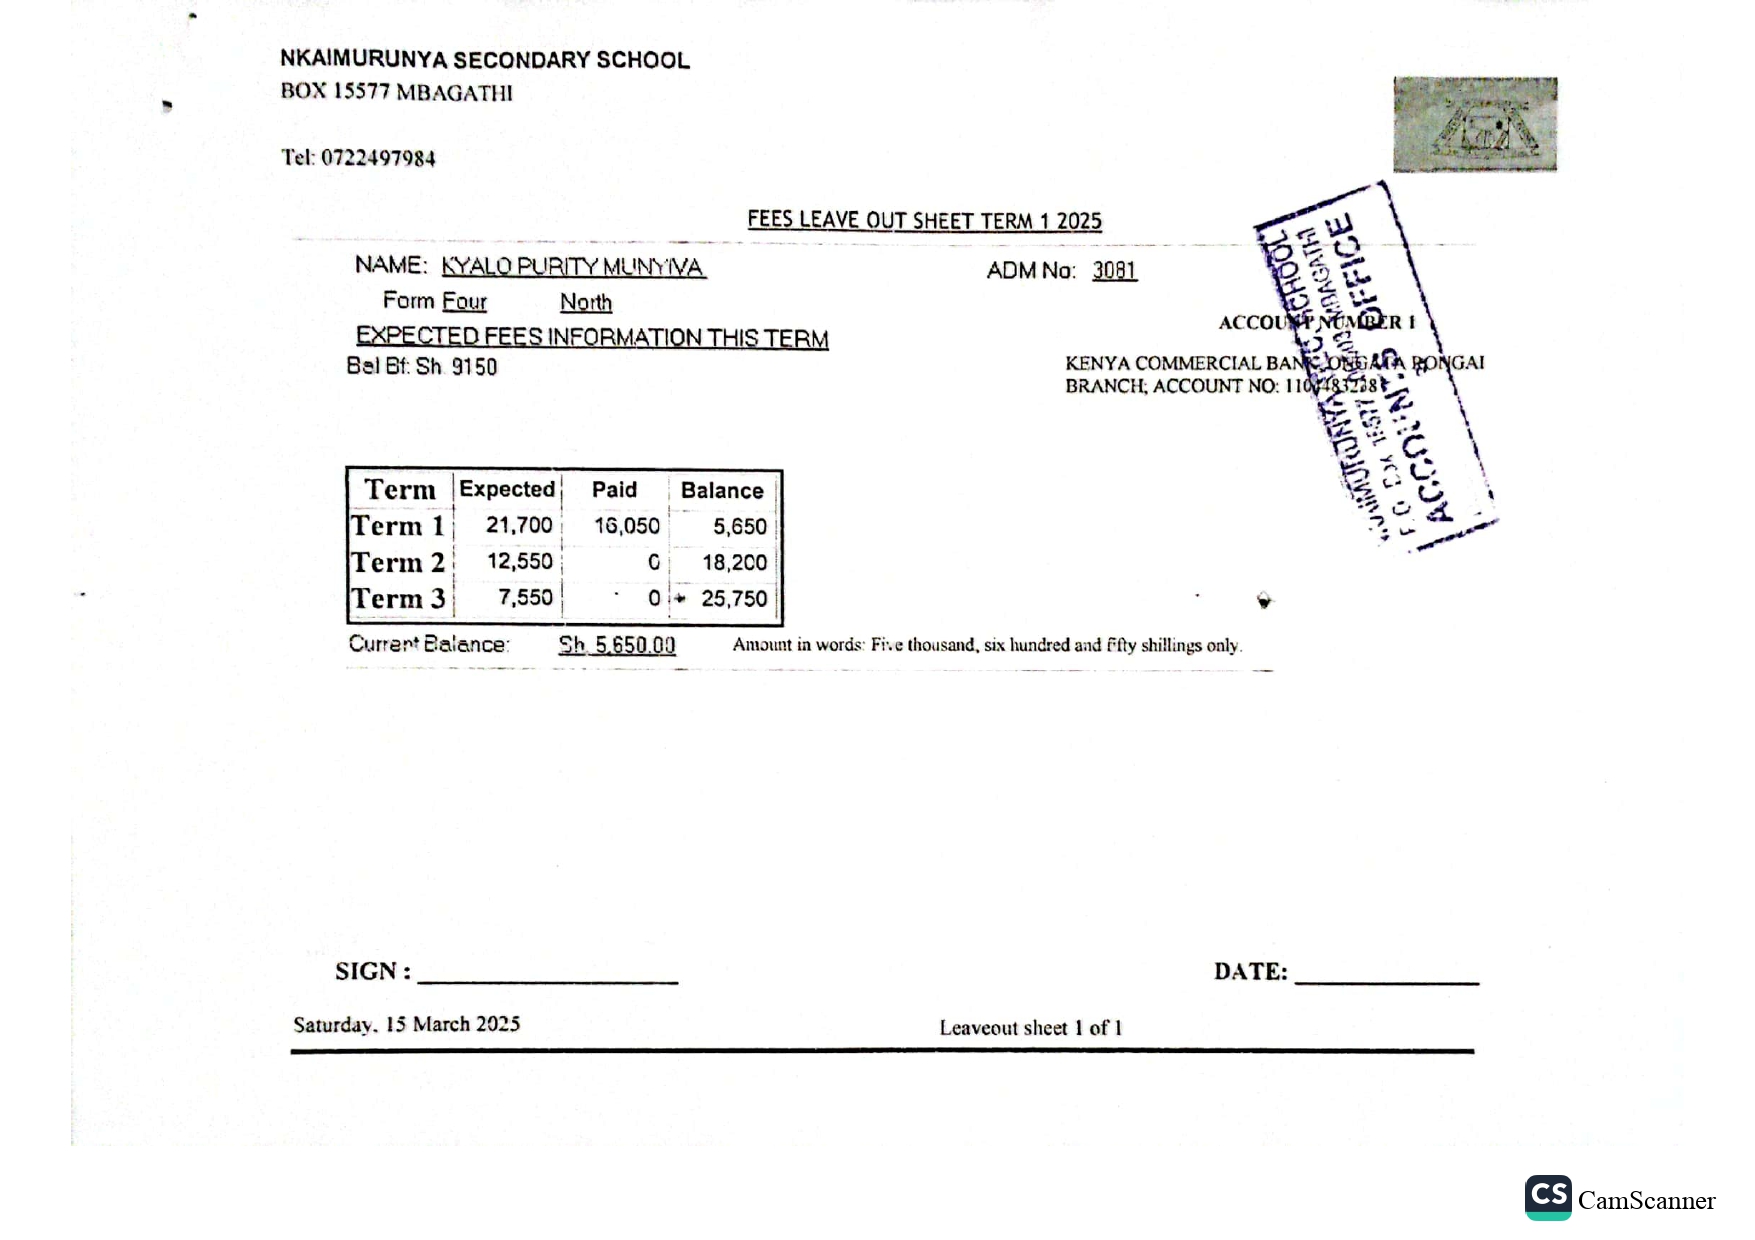 NKAIMURUNYA SECONDARY SCHOOL
BOX 15577 MBAGATHI
Tel: 0722497984
FEES LEAVE OUT SHEET TERM 1 2025
NAME: KYALO PURITY MUNYIVA ADM No: 3081
Form Four North
EXPECTED FEES INFORMATION THIS TERM
Bal Bf: Sh 9150
ACCOUNT NUMBER 1
KENYA COMMERCIAL BANK, ONGATA RONGAI
BRANCH; ACCOUNT NO:
NKAIMURUNYA SEC. SCHOOL
P.O. Box 15577 MBAGATHI
ACCOUNTS OFFICE
Term Expected Paid Balance
Term 1 21,700 16,050 5,650
Term 2 12,550 0 18,200
Term 3 7,550 0 25,750
Current Balance: Sh 5,650.00 Amount in words: Five thousand, six hundred and fifty shillings only.
SIGN : DATE:
Saturday, 15 March 2025 Leaveout sheet 1 of 1
CS CamScanner